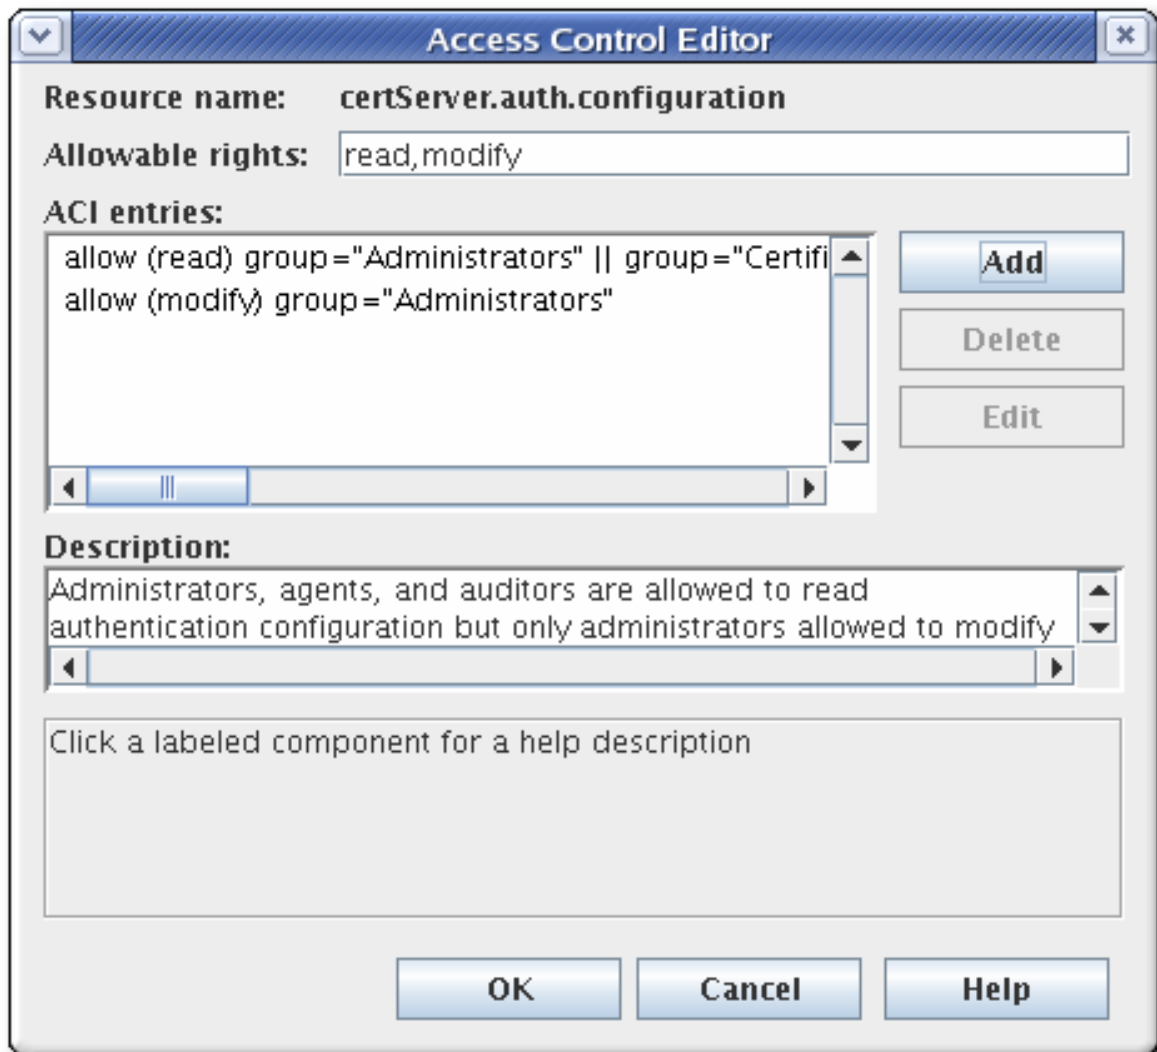 Access Control Editor
Resource name: certServer.auth.configuration
Allowable rights: read,modify
ACI entries:
allow (read) group="Administrators" || group="Certifi
allow (modify) group="Administrators"
Add
Delete
Edit
Description:
Administrators, agents, and auditors are allowed to read
authentication configuration but only administrators allowed to modify
Click a labeled component for a help description
OK Cancel Help